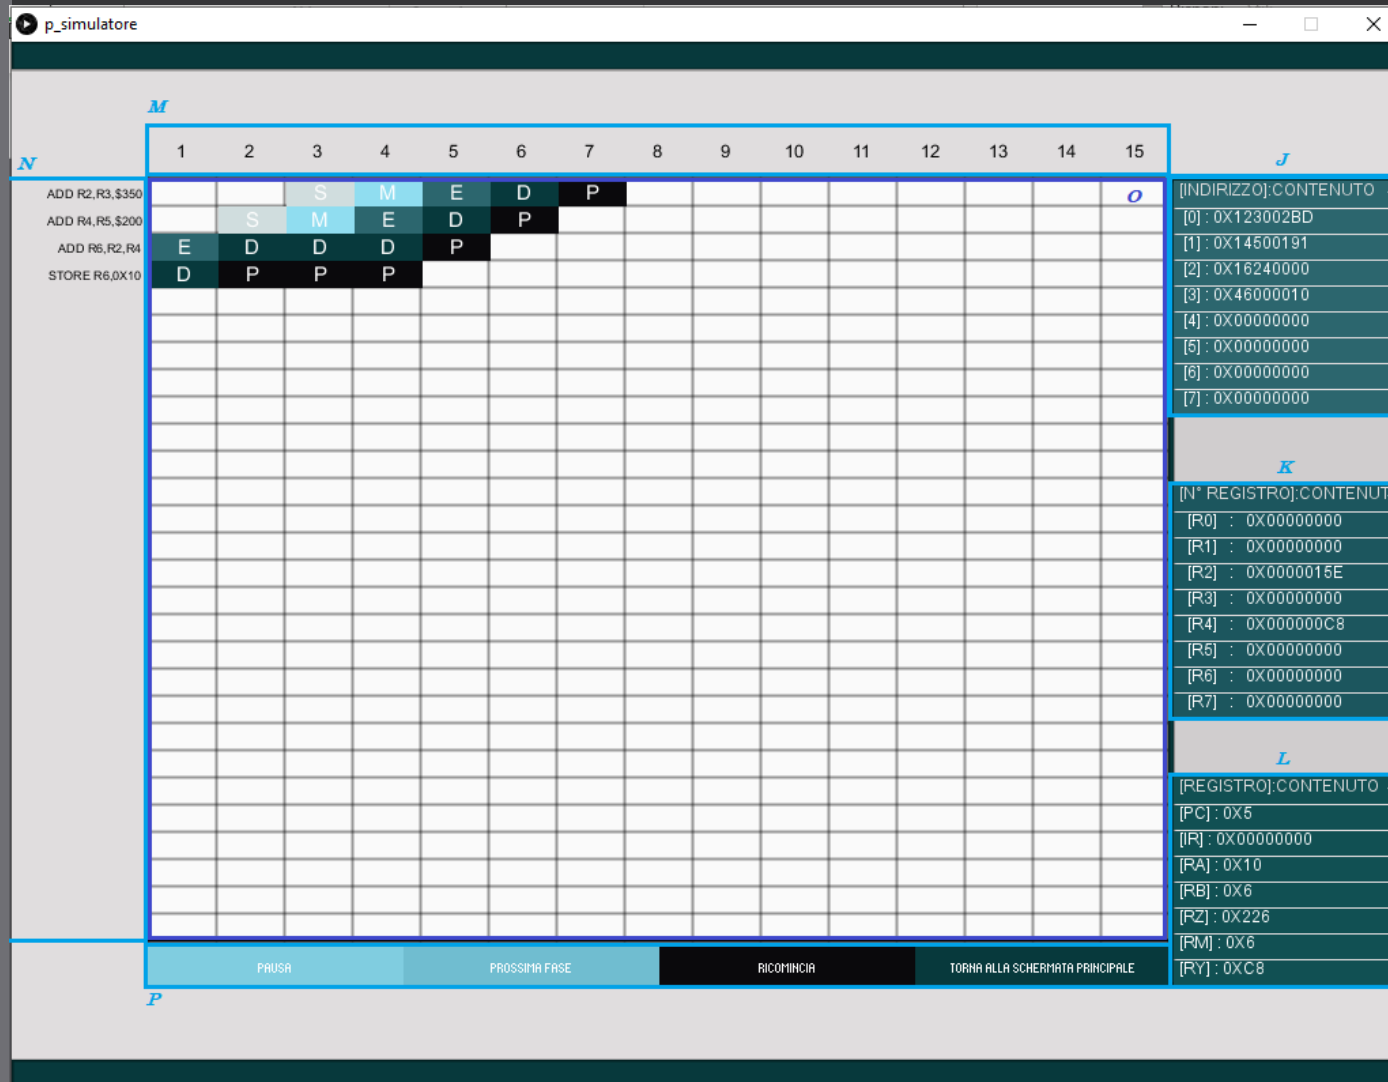 p_simulatore
M
1 2 3 4 5 6 7 8 9 10 11 12 13 14 15
N
J
ADD R2,R3,$350 S M E D P O
ADD R4,R5,$200 S M E D P
ADD R6,R2,R4 E D D D P
STORE R6,0X10 D P P P
[INDIRIZZO]:CONTENUTO
[0] : 0X123002BD
[1] : 0X14500191
[2] : 0X16240000
[3] : 0X46000010
[4] : 0X00000000
[5] : 0X00000000
[6] : 0X00000000
[7] : 0X00000000
K
[N° REGISTRO]:CONTENUT
[R0] : 0X00000000
[R1] : 0X00000000
[R2] : 0X0000015E
[R3] : 0X00000000
[R4] : 0X000000C8
[R5] : 0X00000000
[R6] : 0X00000000
[R7] : 0X00000000
L
[REGISTRO]:CONTENUTO
[PC] : 0X5
[IR] : 0X00000000
[RA] : 0X10
[RB] : 0X6
[RZ] : 0X226
[RM] : 0X6
[RY] : 0XC8
PAUSA PROSSIMA FASE RICOMINCIA TORNA ALLA SCHERMATA PRINCIPALE
P